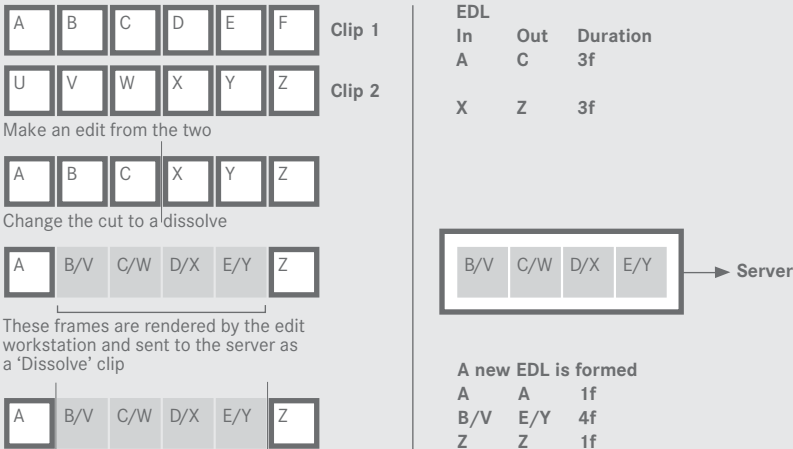 A B C D E F Clip 1
U V W X Y Z Clip 2
Make an edit from the two
A B C X Y Z
Change the cut to a dissolve
A B/V C/W D/X E/Y Z
These frames are rendered by the edit
workstation and sent to the server as
a ‘Dissolve’ clip
A B/V C/W D/X E/Y Z
EDL
In Out Duration
A C 3f
X Z 3f
B/V C/W D/X E/Y Server
A new EDL is formed
A A 1f
B/V E/Y 4f
Z Z 1f